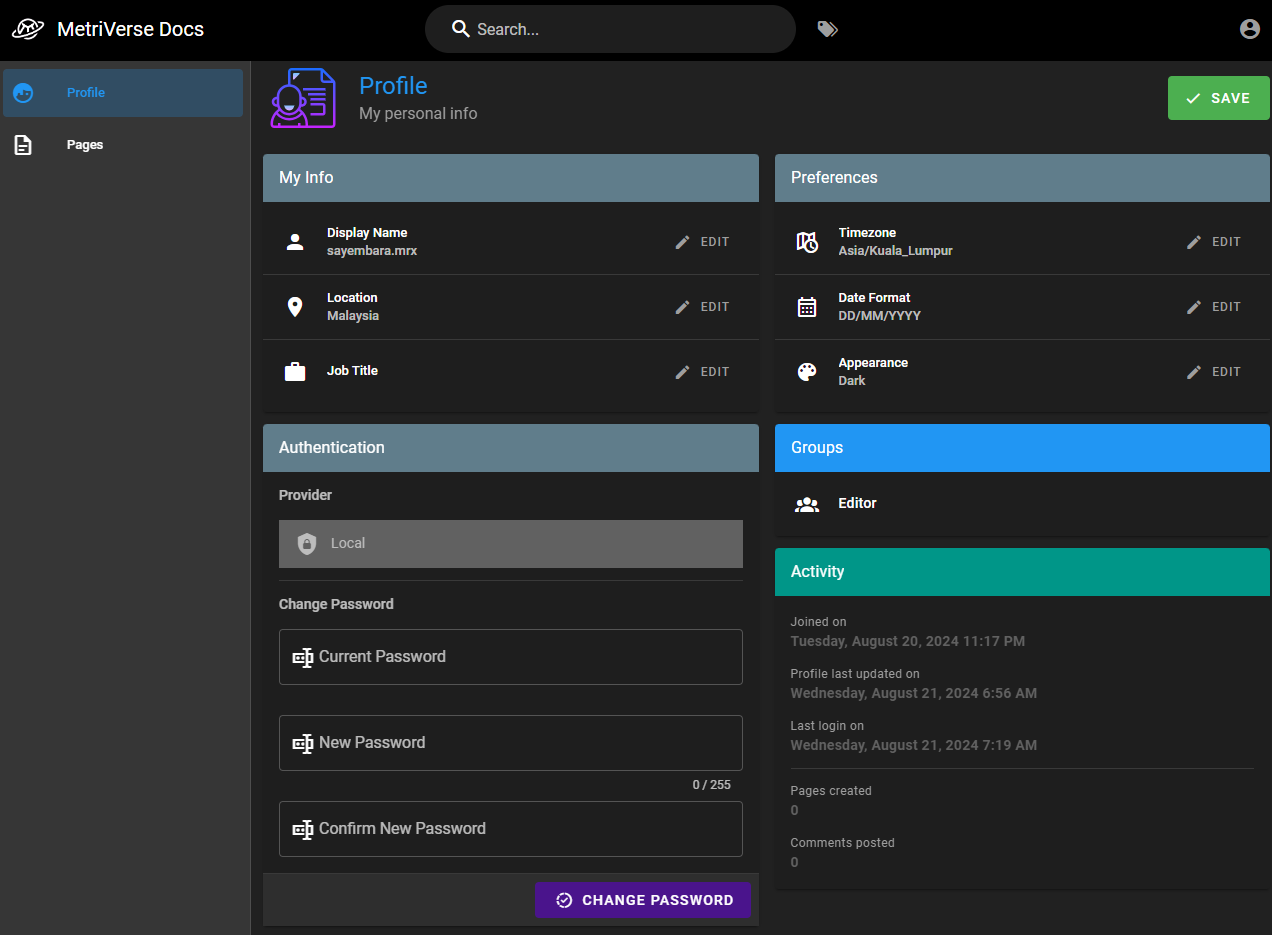 MetriVerse Docs
Search...
Profile
Pages
Profile
My personal info
SAVE
My Info
Display Name
sayembara.mrx
EDIT
Location
Malaysia
EDIT
Job Title
EDIT
Preferences
Timezone
Asia/Kuala_Lumpur
EDIT
Date Format
DD/MM/YYYY
EDIT
Appearance
Dark
EDIT
Authentication
Provider
Local
Change Password
Current Password
New Password
0 / 255
Confirm New Password
CHANGE PASSWORD
Groups
Editor
Activity
Joined on
Tuesday, August 20, 2024 11:17 PM
Profile last updated on
Wednesday, August 21, 2024 6:56 AM
Last login on
Wednesday, August 21, 2024 7:19 AM
Pages created
0
Comments posted
0